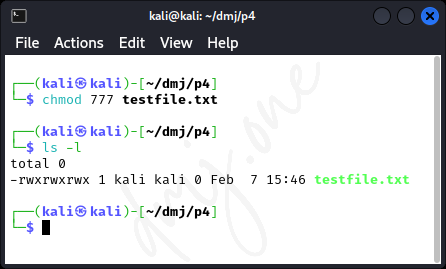 kali@kali: ~/dmj/p4
File Actions Edit View Help
┌──(kali㉿kali)-[~/dmj/p4]
└─$ chmod 777 testfile.txt
┌──(kali㉿kali)-[~/dmj/p4]
└─$ ls -l
total 0
-rwxrwxrwx 1 kali kali 0 Feb  7 15:46 testfile.txt
┌──(kali㉿kali)-[~/dmj/p4]
└─$
dmj.one